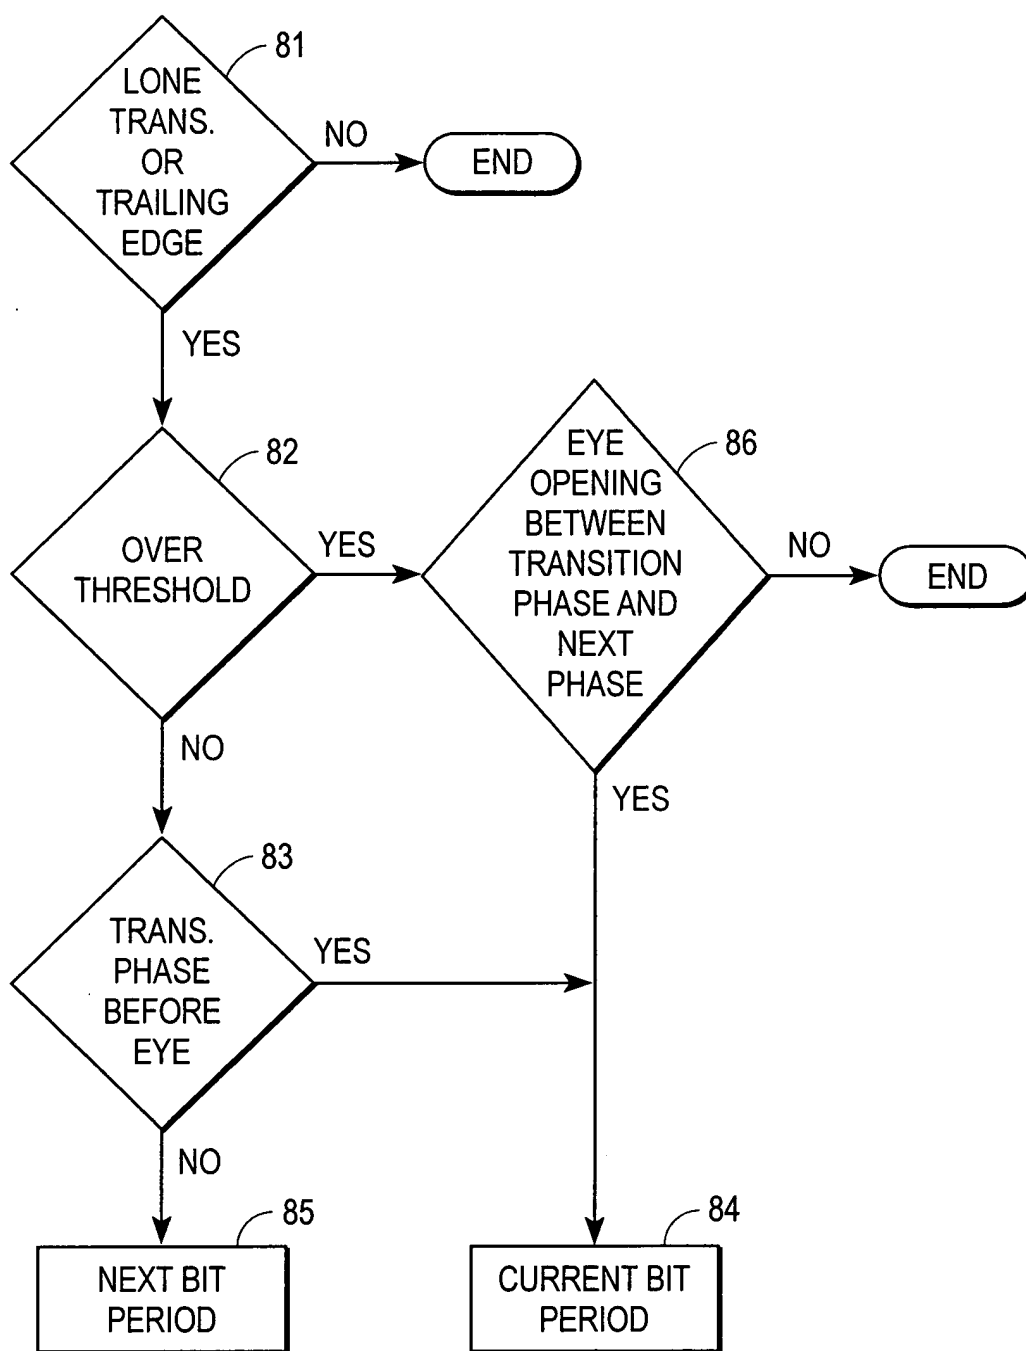 81
LONE
TRANS.
OR
TRAILING
EDGE
NO
END
YES
82
OVER
THRESHOLD
YES
86
EYE
OPENING
BETWEEN
TRANSITION
PHASE AND
NEXT
PHASE
NO
END
NO
YES
83
TRANS.
PHASE
BEFORE
EYE
YES
NO
85
NEXT BIT
PERIOD
84
CURRENT BIT
PERIOD